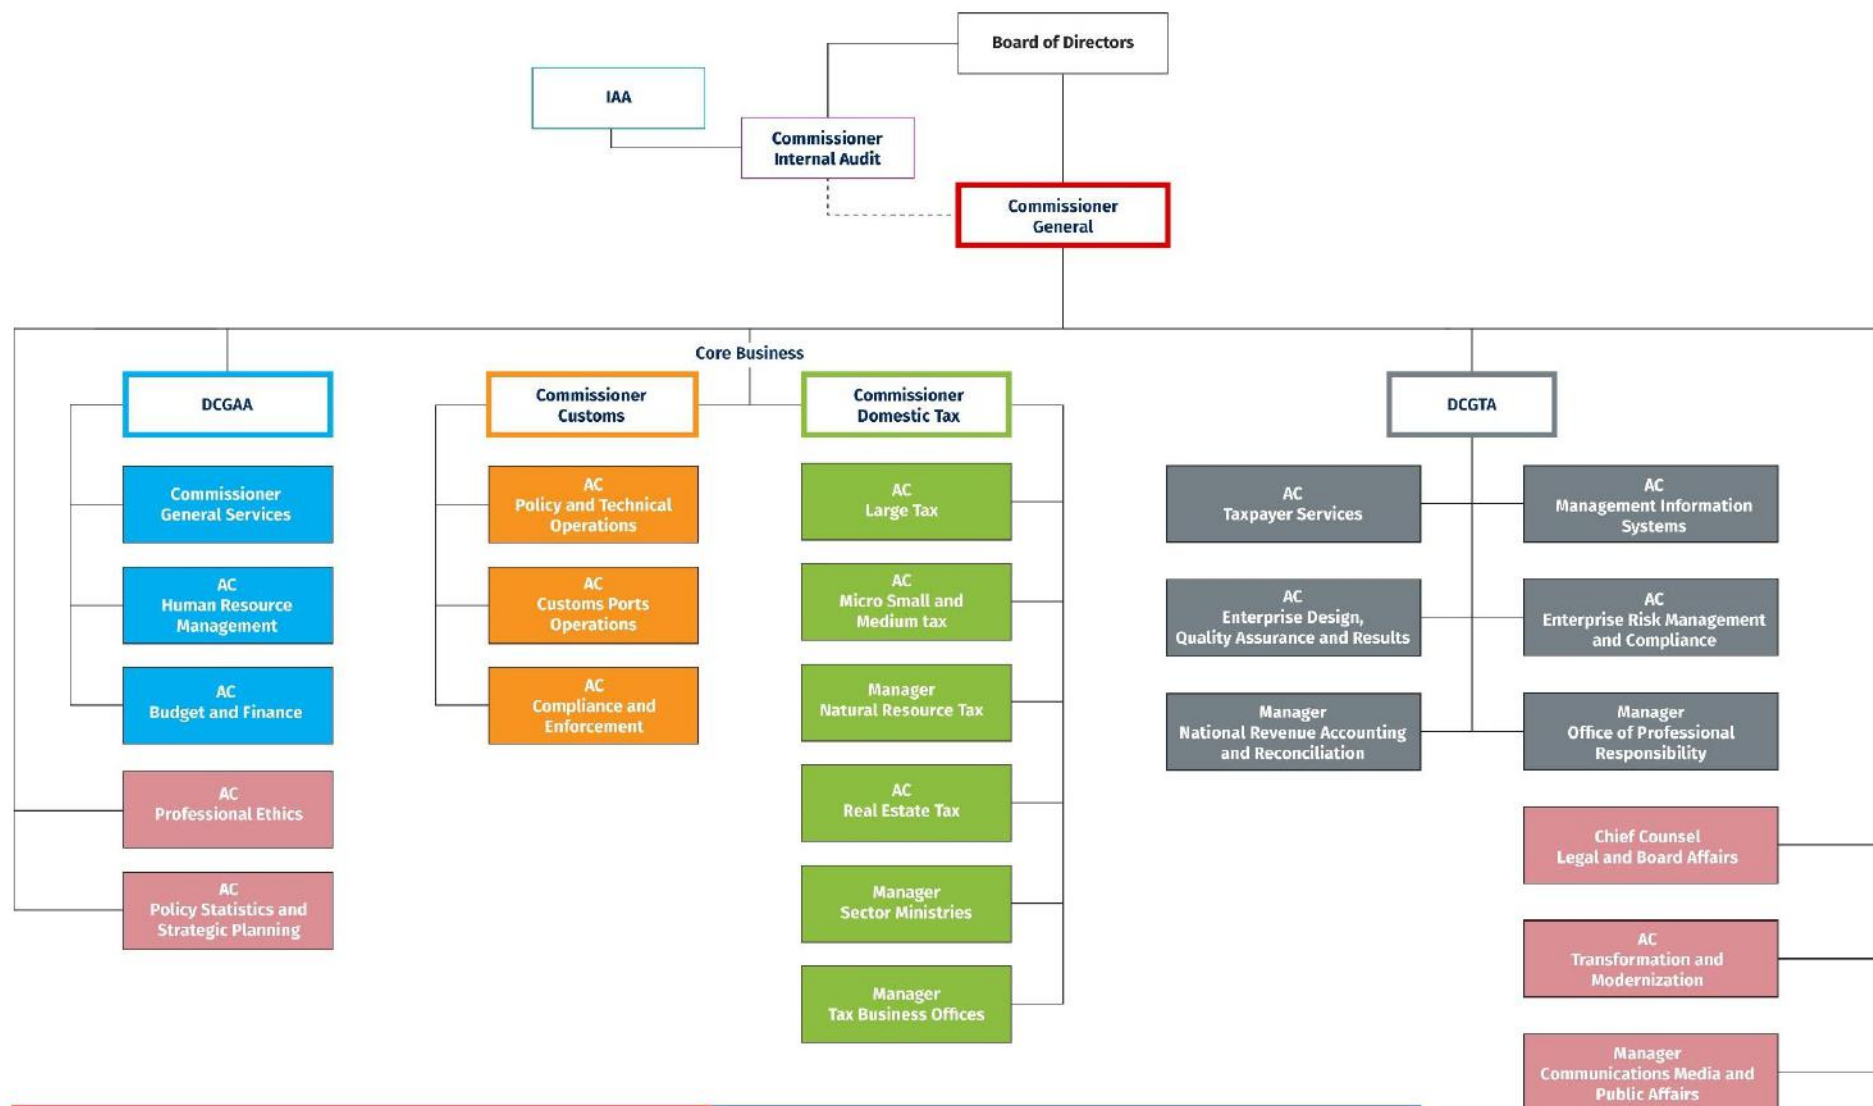 Board of Directors
IAA
Commissioner
Internal Audit
Commissioner
General
Core Business
DCGAA
Commissioner
General Services
AC
Human Resource
Management
AC
Budget and Finance
AC
Professional Ethics
AC
Policy Statistics and
Strategic Planning
Commissioner
Customs
AC
Policy and Technical
Operations
AC
Customs Ports
Operations
AC
Compliance and
Enforcement
Commissioner
Domestic Tax
AC
Large Tax
AC
Micro Small and
Medium tax
Manager
Natural Resource Tax
AC
Real Estate Tax
Manager
Sector Ministries
Manager
Tax Business Offices
DCGTA
AC
Taxpayer Services
AC
Enterprise Design,
Quality Assurance and Results
Manager
National Revenue Accounting
and Reconciliation
AC
Management Information
Systems
AC
Enterprise Risk Management
and Compliance
Manager
Office of Professional
Responsibility
Chief Counsel
Legal and Board Affairs
AC
Transformation and
Modernization
Manager
Communications Media and
Public Affairs